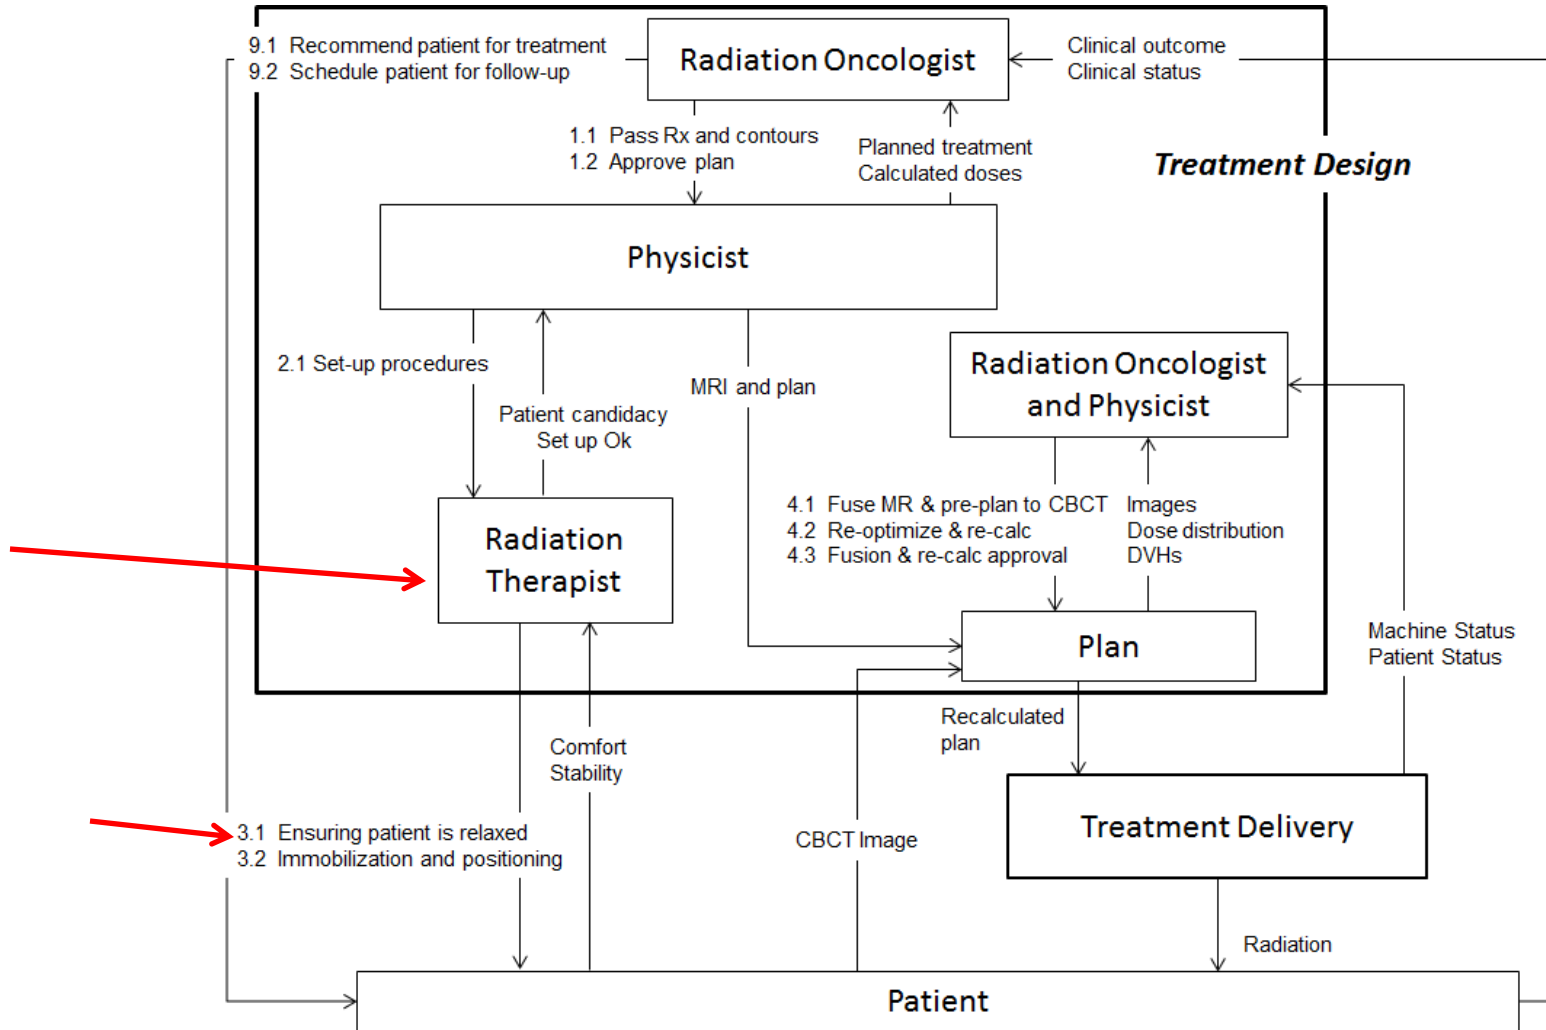 9.1 Recommend patient for treatment
9.2 Schedule patient for follow-up
Radiation Oncologist
Clinical outcome
Clinical status
1.1 Pass Rx and contours
1.2 Approve plan
Planned treatment
Calculated doses
Treatment Design
Physicist
2.1 Set-up procedures
Patient candidacy
Set up Ok
MRI and plan
Radiation Oncologist
and Physicist
4.1 Fuse MR & pre-plan to CBCT
4.2 Re-optimize & re-calc
4.3 Fusion & re-calc approval
Images
Dose distribution
DVHs
Radiation
Therapist
Plan
Machine Status
Patient Status
Recalculated
plan
Comfort
Stability
3.1 Ensuring patient is relaxed
3.2 Immobilization and positioning
CBCT Image
Treatment Delivery
Radiation
Patient